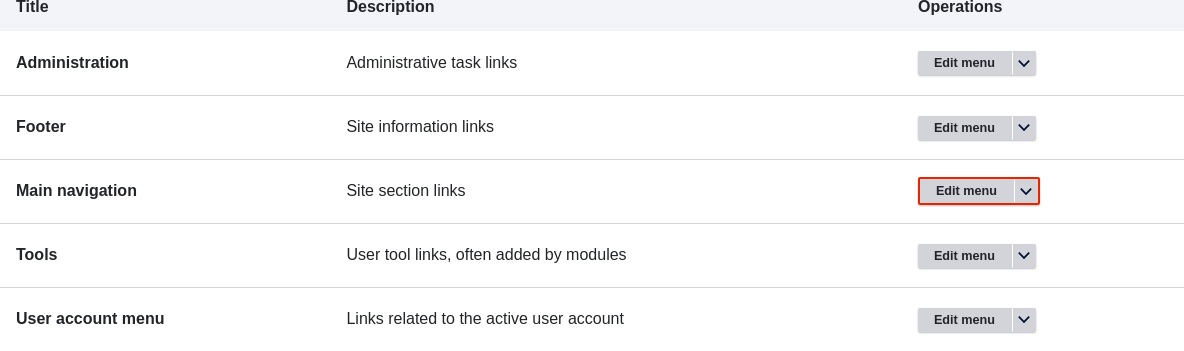 Title Description Operations
Administration Administrative task links Edit menu
Footer Site information links Edit menu
Main navigation Site section links Edit menu
Tools User tool links, often added by modules Edit menu
User account menu Links related to the active user account Edit menu